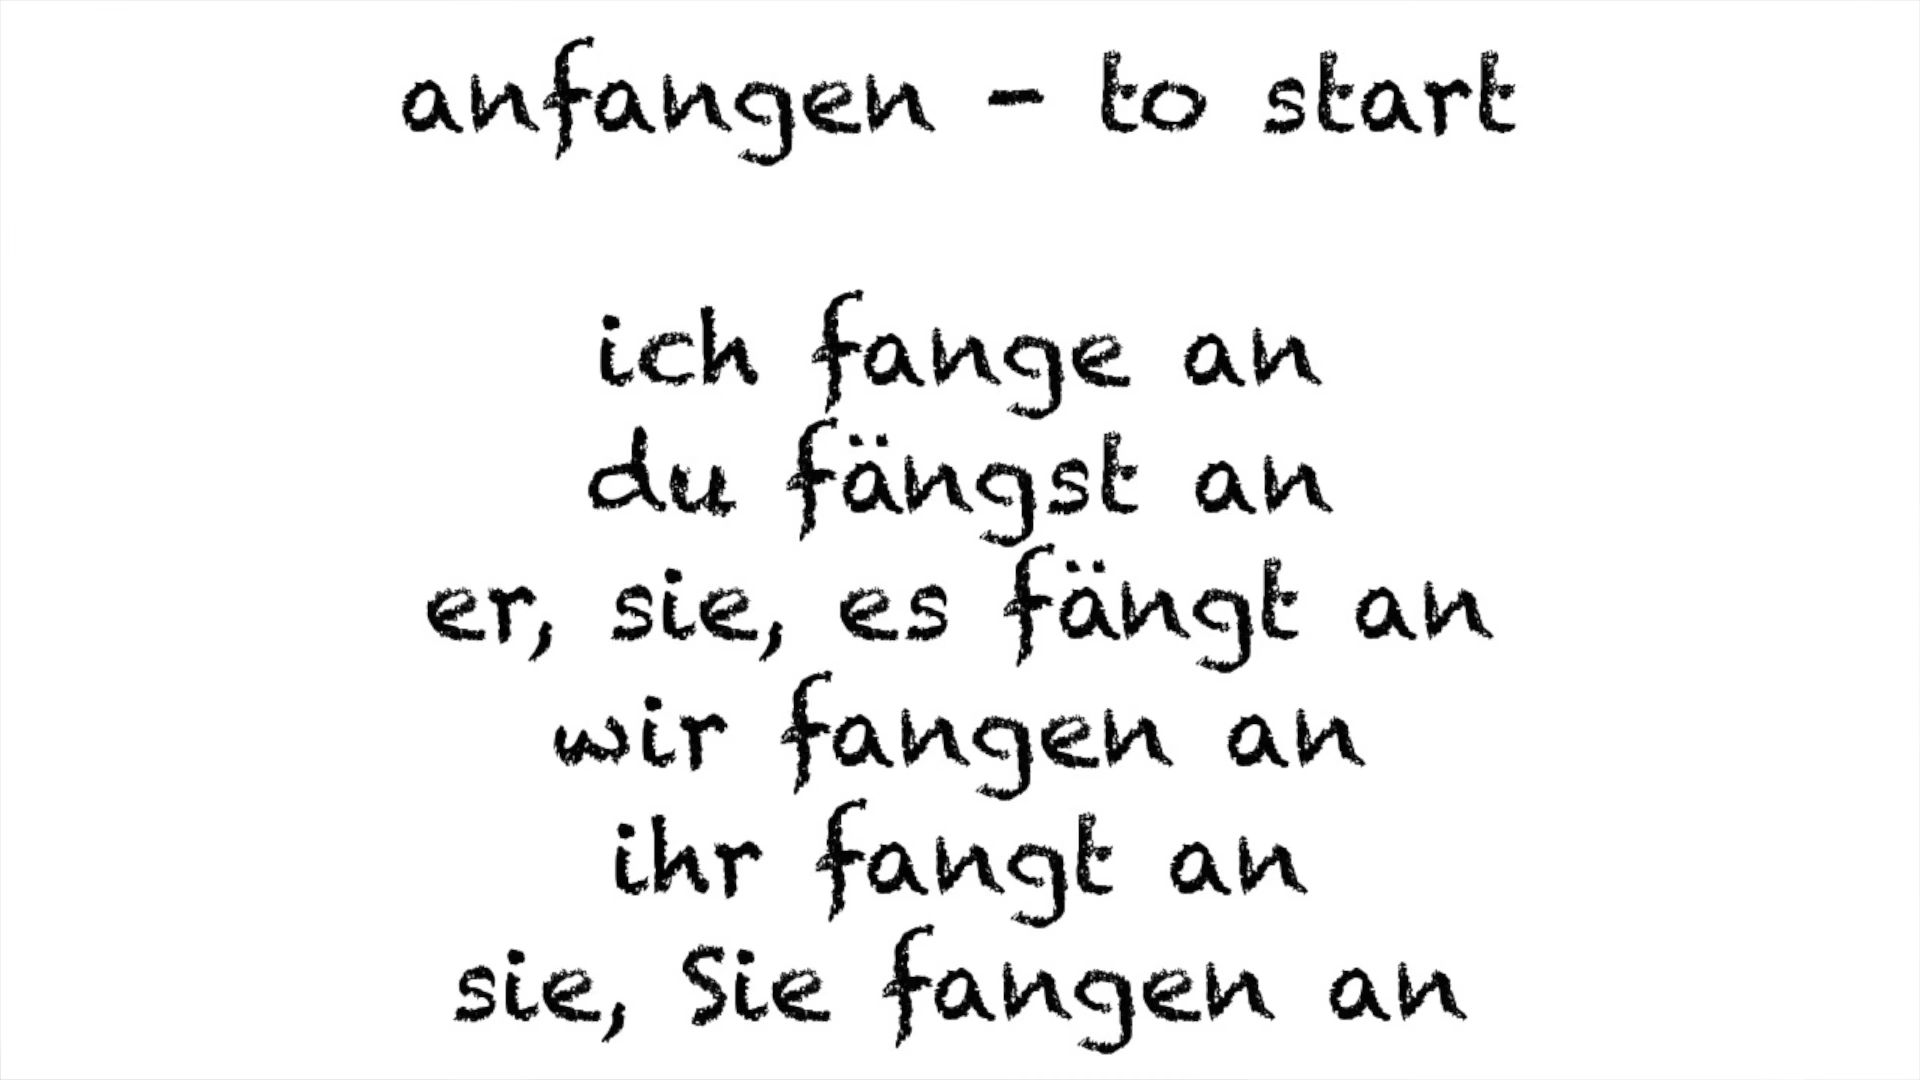 anfangen - to start
ich fange an
du fängst an
er, sie, es fängt an
wir fangen an
ihr fangt an
sie, Sie fangen an